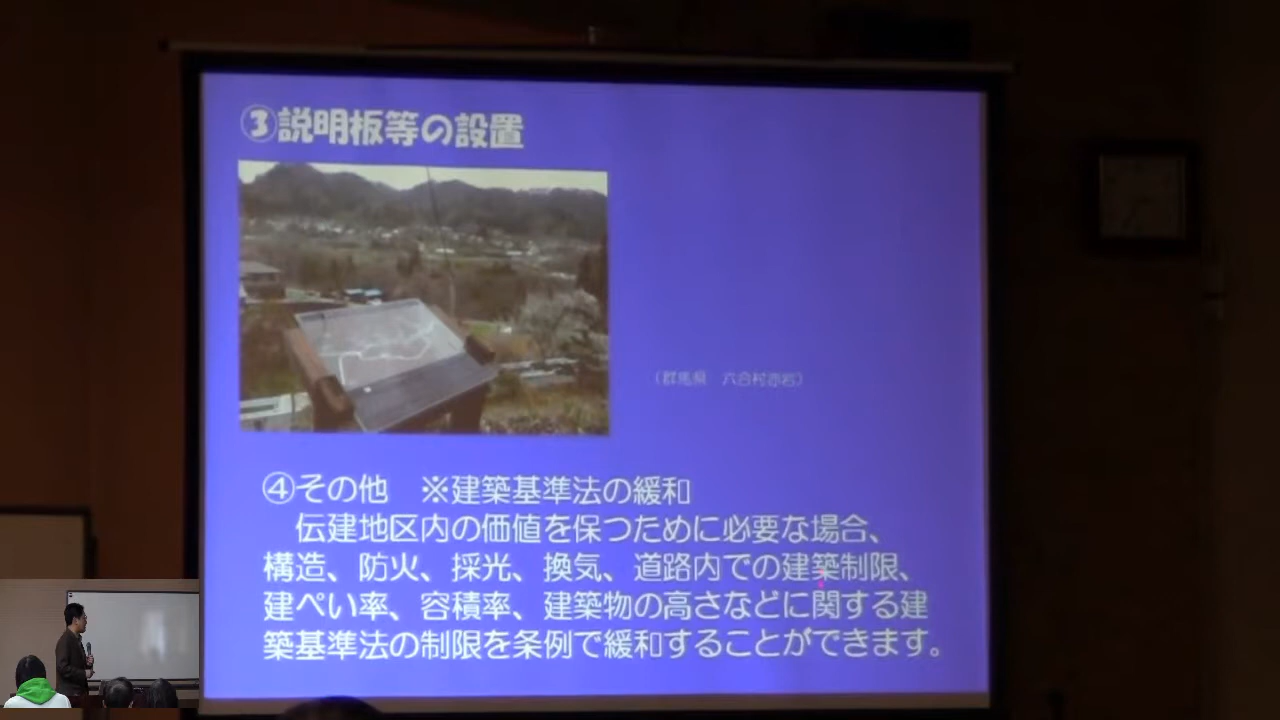 ③説明板等の設置
（群馬県　六合村赤岩）
④その他　※建築基準法の緩和
伝建地区内の価値を保つために必要な場合、
構造、防火、採光、換気、道路内での建築制限、
建ぺい率、容積率、建築物の高さなどに関する建
築基準法の制限を条例で緩和することができます。